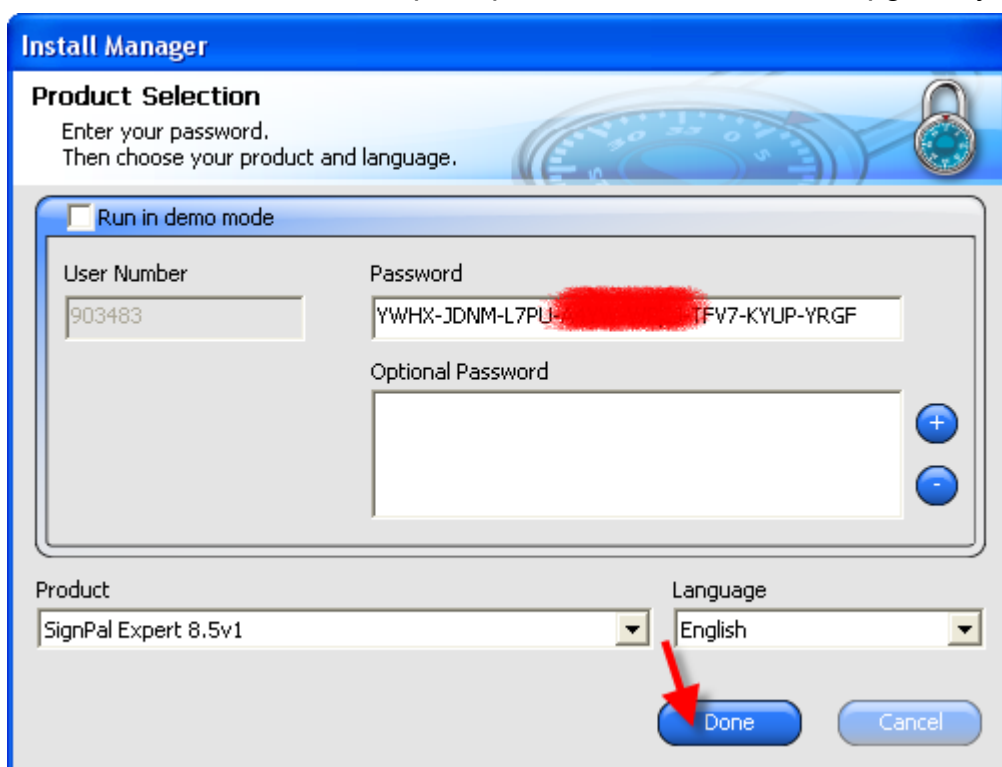 Install Manager
Product Selection
Enter your password.
Then choose your product and language.
Run in demo mode
User Number
Password
903483
YWHX-JDNM-L7PU- TFV7-KYUP-YRGF
Optional Password
+
-
Product
Language
SignPal Expert 8.5v1
English
Done
Cancel